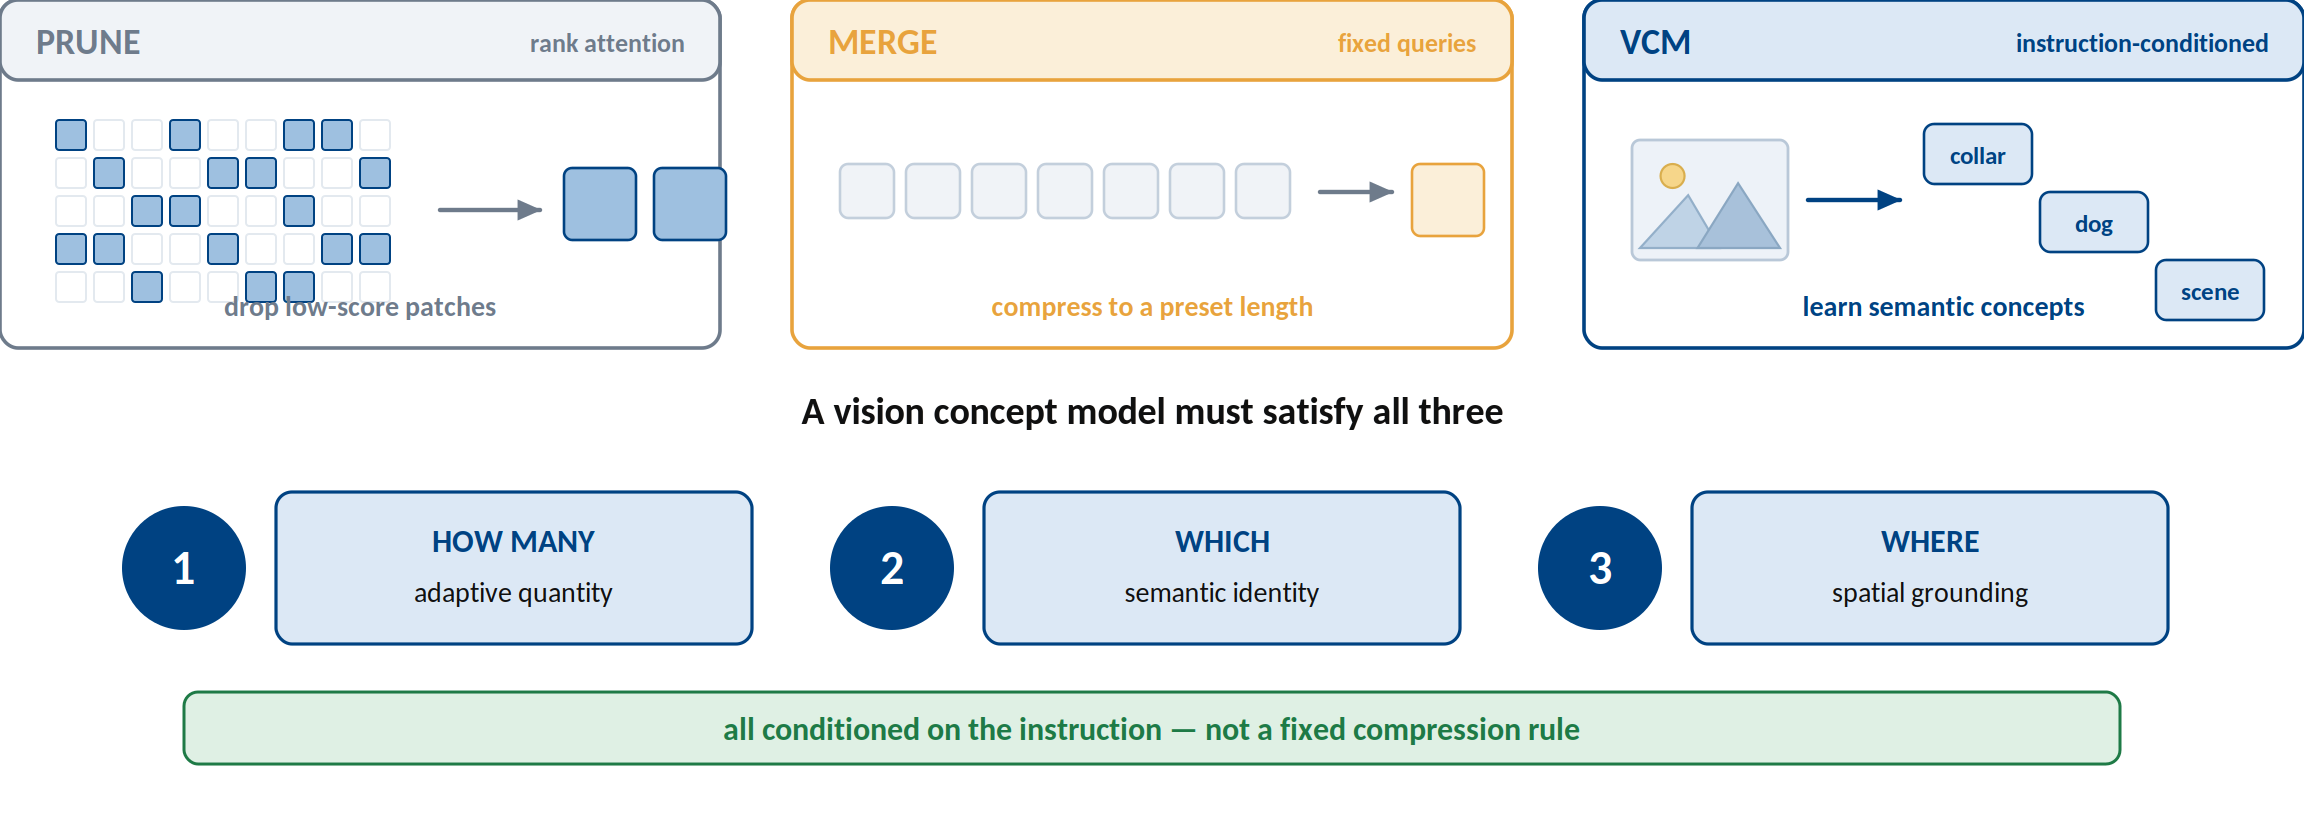 PRUNE
rank attention
drop low-score patches
MERGE
fixed queries
compress to a preset length
VCM
instruction-conditioned
collar
dog
scene
learn semantic concepts
A vision concept model must satisfy all three
1
HOW MANY
adaptive quantity
2
WHICH
semantic identity
3
WHERE
spatial grounding
all conditioned on the instruction — not a fixed compression rule